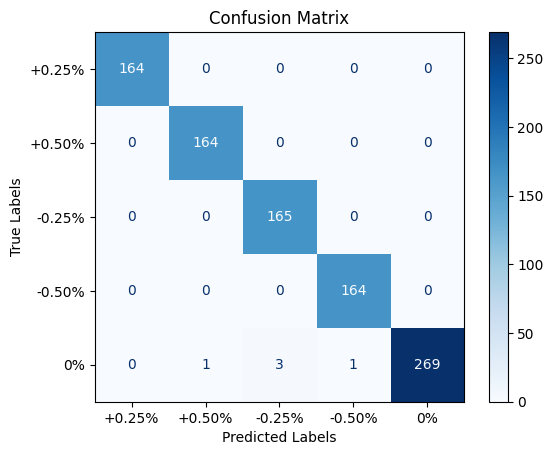 Confusion Matrix
True Labels
+0.25% 164 0 0 0 0
+0.50% 0 164 0 0 0
-0.25% 0 0 165 0 0
-0.50% 0 0 0 164 0
0% 0 1 3 1 269
+0.25% +0.50% -0.25% -0.50% 0%
Predicted Labels
250
200
150
100
50
0